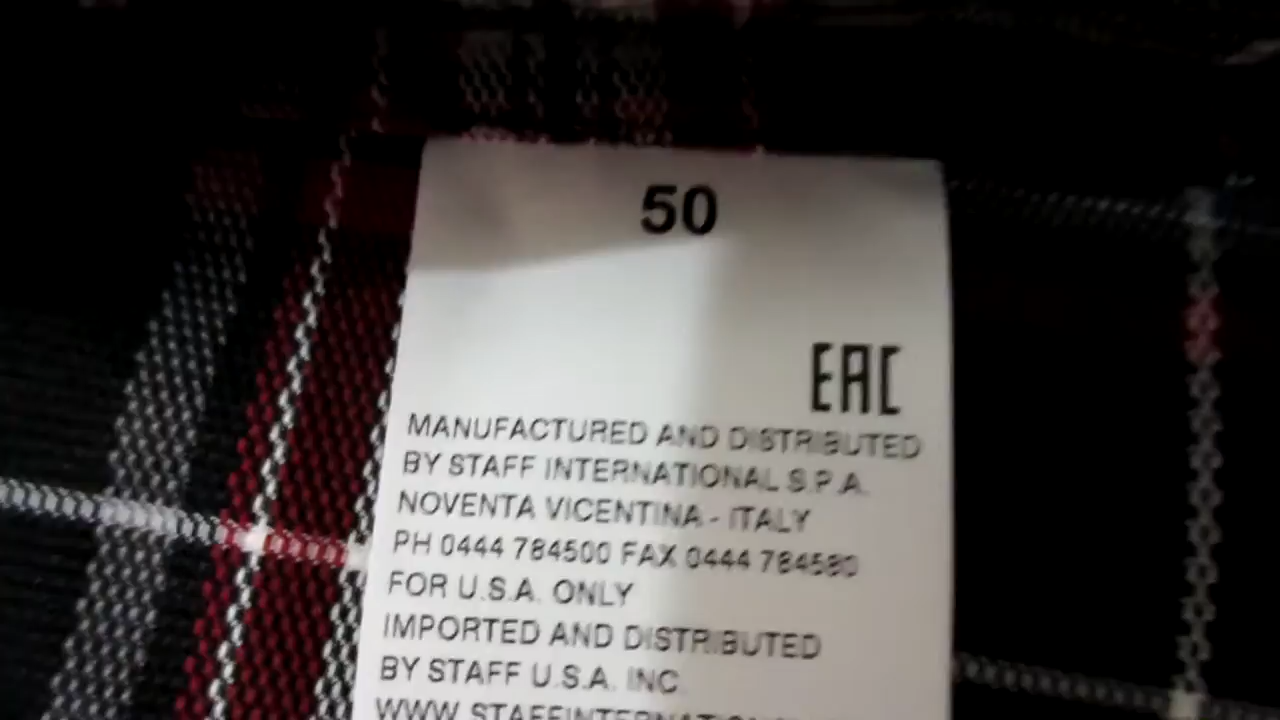 50
EAC
MANUFACTURED AND DISTRIBUTED
BY STAFF INTERNATIONAL S.P.A.
NOVENTA VICENTINA - ITALY
PH 0444 784500 FAX 0444 784580
FOR U.S.A. ONLY
IMPORTED AND DISTRIBUTED
BY STAFF U.S.A. INC.